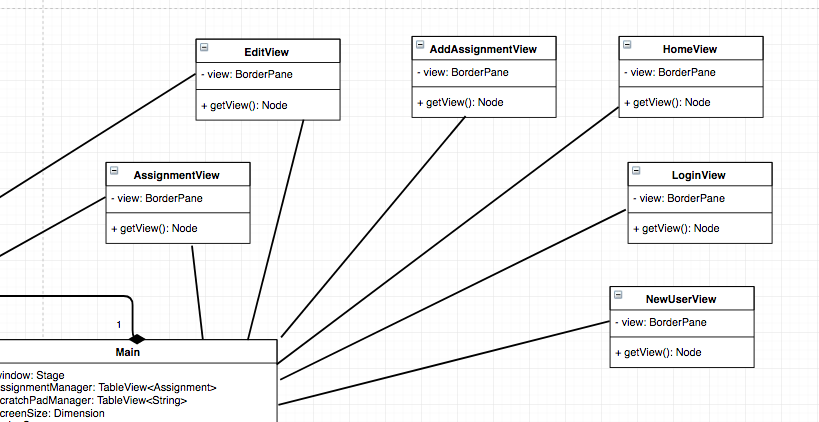 EditView
- view: BorderPane
+ getView(): Node
AddAssignmentView
- view: BorderPane
+ getView(): Node
HomeView
- view: BorderPane
+ getView(): Node
AssignmentView
- view: BorderPane
+ getView(): Node
LoginView
- view: BorderPane
+ getView(): Node
NewUserView
- view: BorderPane
+ getView(): Node
1
Main
window: Stage
ssignmentManager: TableView<Assignment>
cratchPadManager: TableView<String>
creenSize: Dimension